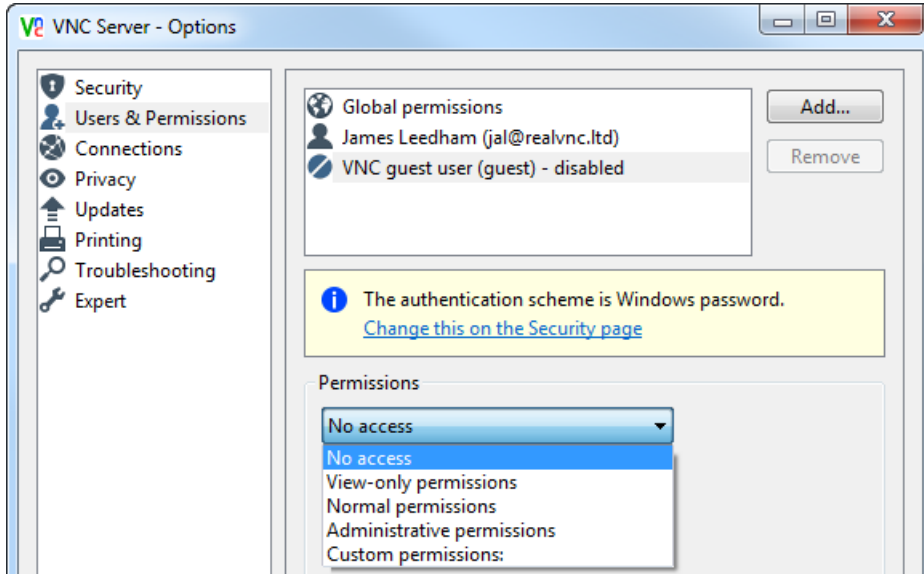 VNC Server - Options
Security
Users & Permissions
Connections
Privacy
Updates
Printing
Troubleshooting
Expert
Global permissions
James Leedham (jal@realvnc.ltd)
VNC guest user (guest) - disabled
Add...
Remove
The authentication scheme is Windows password.
Change this on the Security page
Permissions
No access
No access
View-only permissions
Normal permissions
Administrative permissions
Custom permissions: